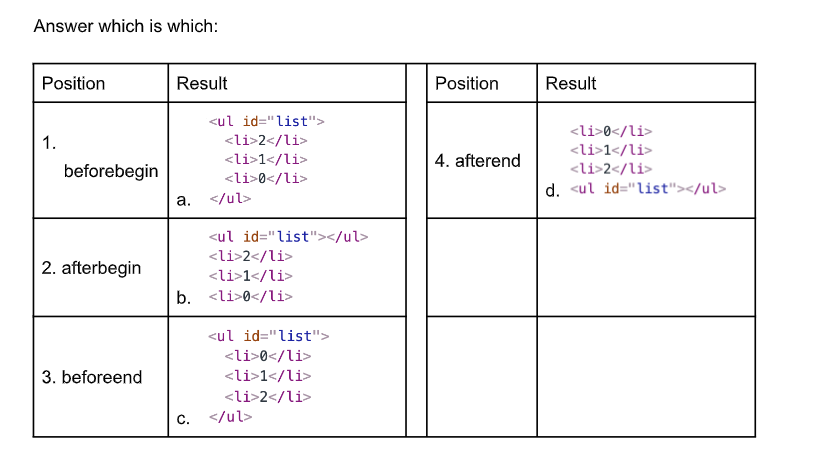 Answer which is which:
Position Result Position Result
1.
beforebegin
<ul id="list">
<li>2</li>
<li>1</li>
<li>0</li>
a. </ul>
4. afterend
<li>0</li>
<li>1</li>
<li>2</li>
d. <ul id="list"></ul>
2. afterbegin
<ul id="list"></ul>
<li>2</li>
<li>1</li>
b. <li>0</li>
3. beforeend
<ul id="list">
<li>0</li>
<li>1</li>
<li>2</li>
c. </ul>